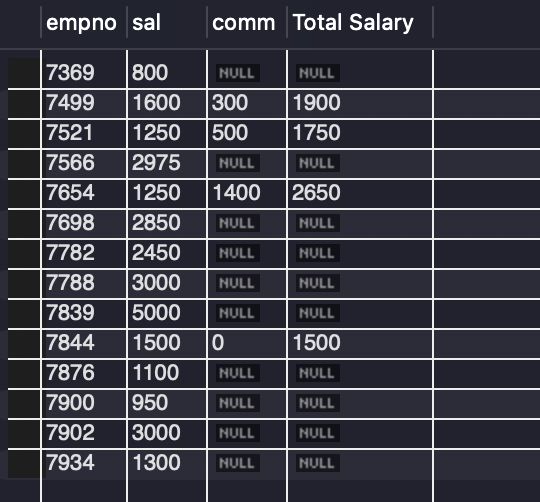 empno sal comm Total Salary
7369 800 NULL NULL
7499 1600 300 1900
7521 1250 500 1750
7566 2975 NULL NULL
7654 1250 1400 2650
7698 2850 NULL NULL
7782 2450 NULL NULL
7788 3000 NULL NULL
7839 5000 NULL NULL
7844 1500 0 1500
7876 1100 NULL NULL
7900 950 NULL NULL
7902 3000 NULL NULL
7934 1300 NULL NULL